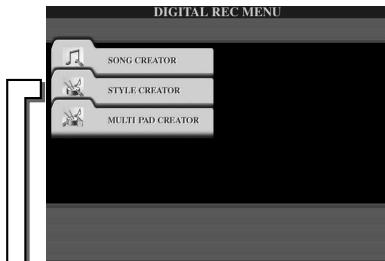 DIGITAL REC MENU
SONG CREATOR
STYLE CREATOR
MULTI PAD CREATOR